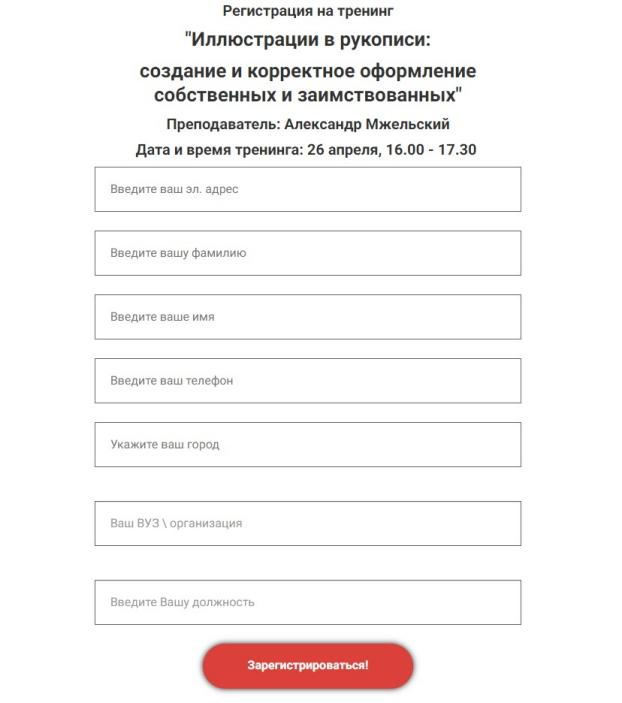 Регистрация на тренинг
"Иллюстрации в рукописи:
создание и корректное оформление
собственных и заимствованных"
Преподаватель: Александр Мжельский
Дата и время тренинга: 26 апреля, 16.00 - 17.30
Введите ваш эл. адрес
Введите вашу фамилию
Введите ваше имя
Введите ваш телефон
Укажите ваш город
Ваш ВУЗ \ организация
Введите Вашу должность
Зарегистрироваться!